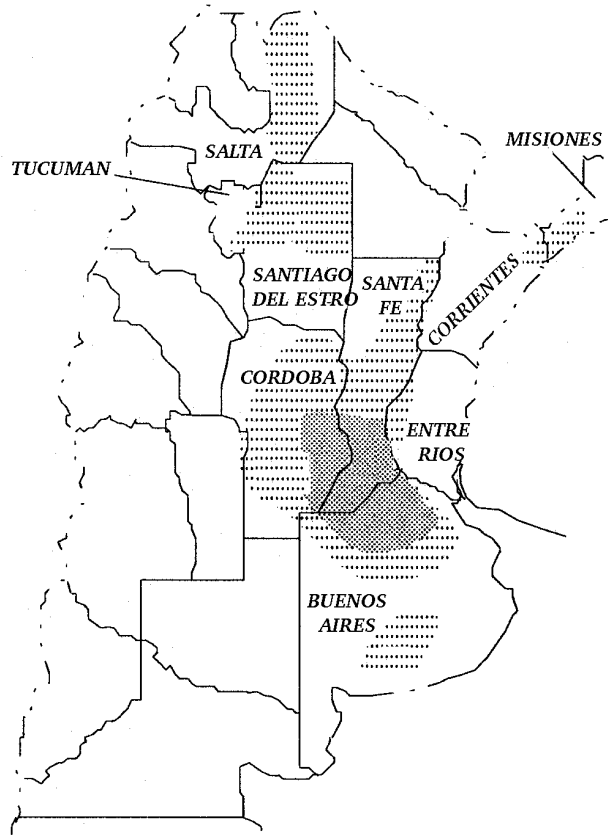 MISIONES
SALTA
TUCUMAN
SANTIAGO
DEL ESTRO
SANTA
FE
CORRIENTES
CORDOBA
ENTRE
RIOS
BUENOS
AIRES